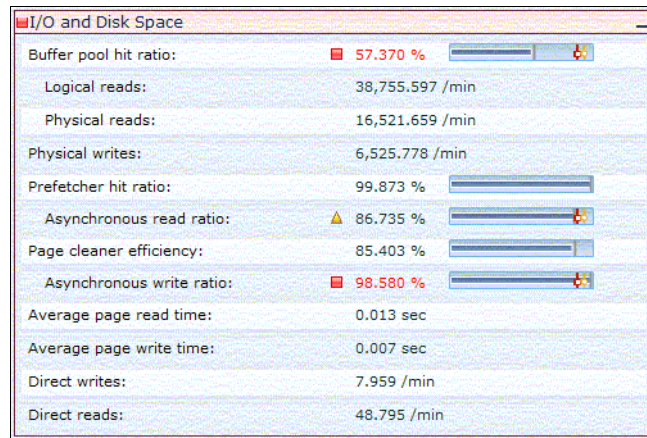 I/O and Disk Space
Buffer pool hit ratio: 57.370 %
Logical reads: 38,755.597 /min
Physical reads: 16,521.659 /min
Physical writes: 6,525.778 /min
Prefetcher hit ratio: 99.873 %
Asynchronous read ratio: 86.735 %
Page cleaner efficiency: 85.403 %
Asynchronous write ratio: 98.580 %
Average page read time: 0.013 sec
Average page write time: 0.007 sec
Direct writes: 7.959 /min
Direct reads: 48.795 /min